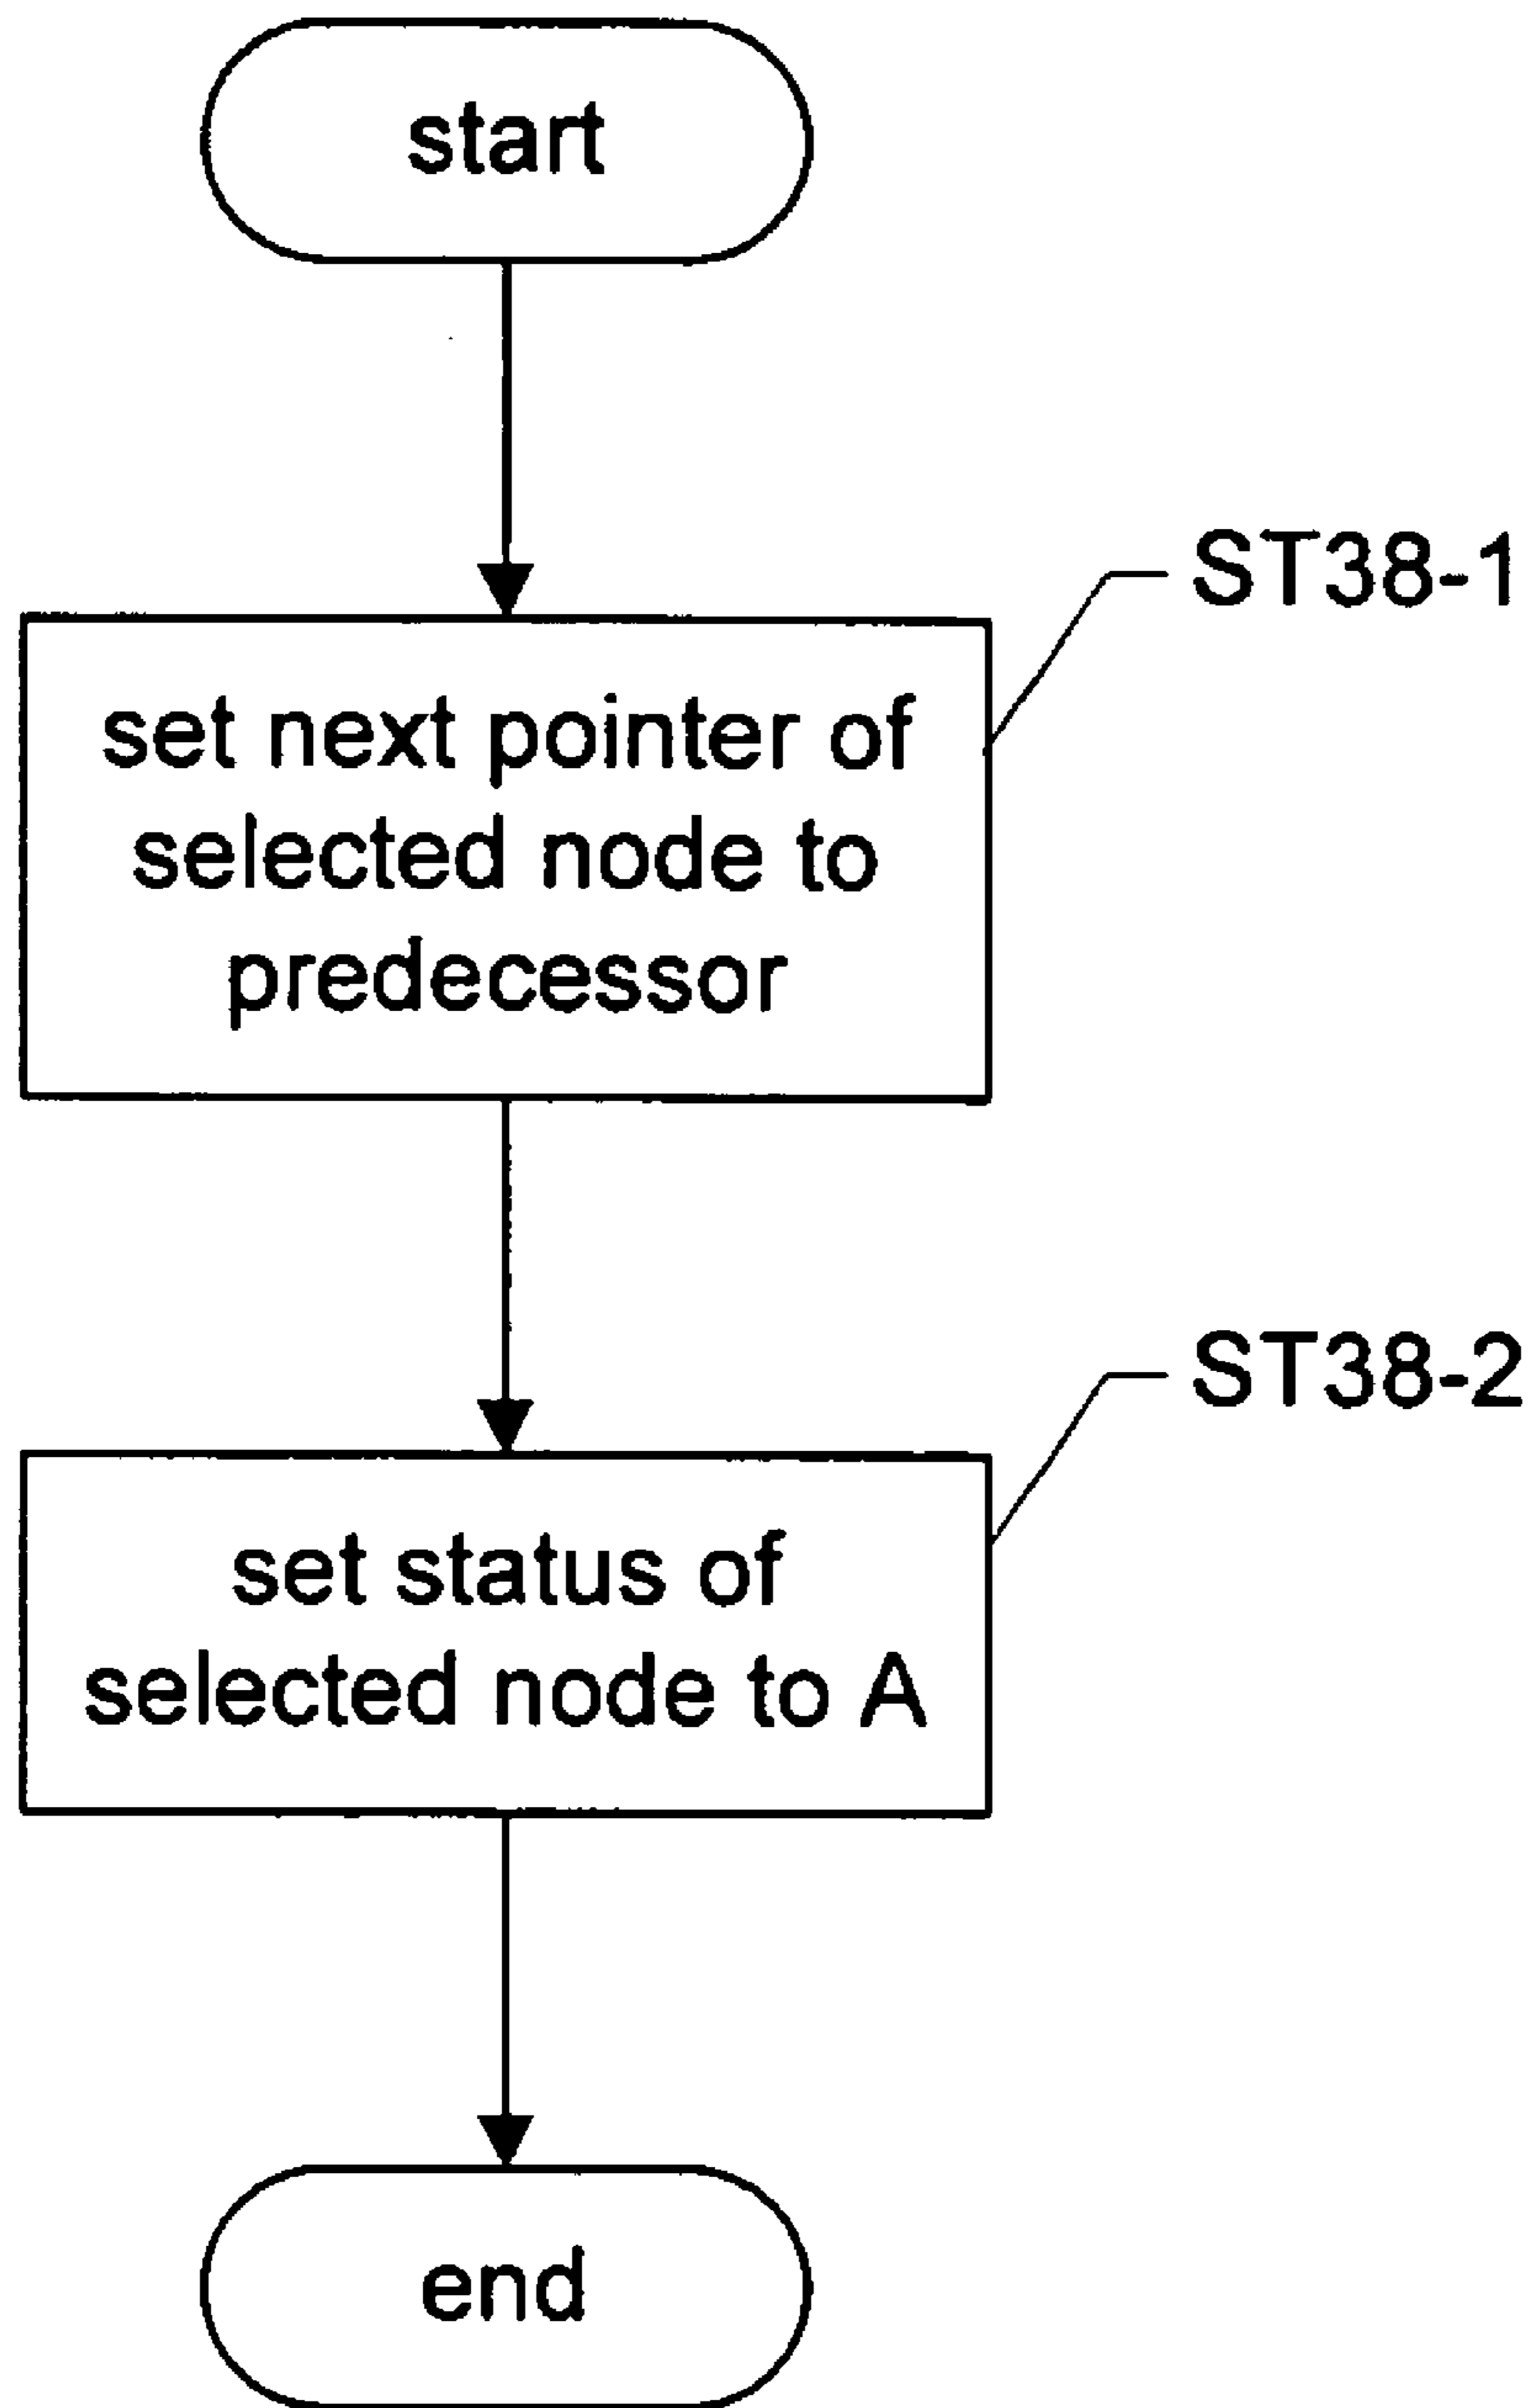 start
ST38-1
set next pointer of
selected node to
predecessor
ST38-2
set status of
selected node to A
end